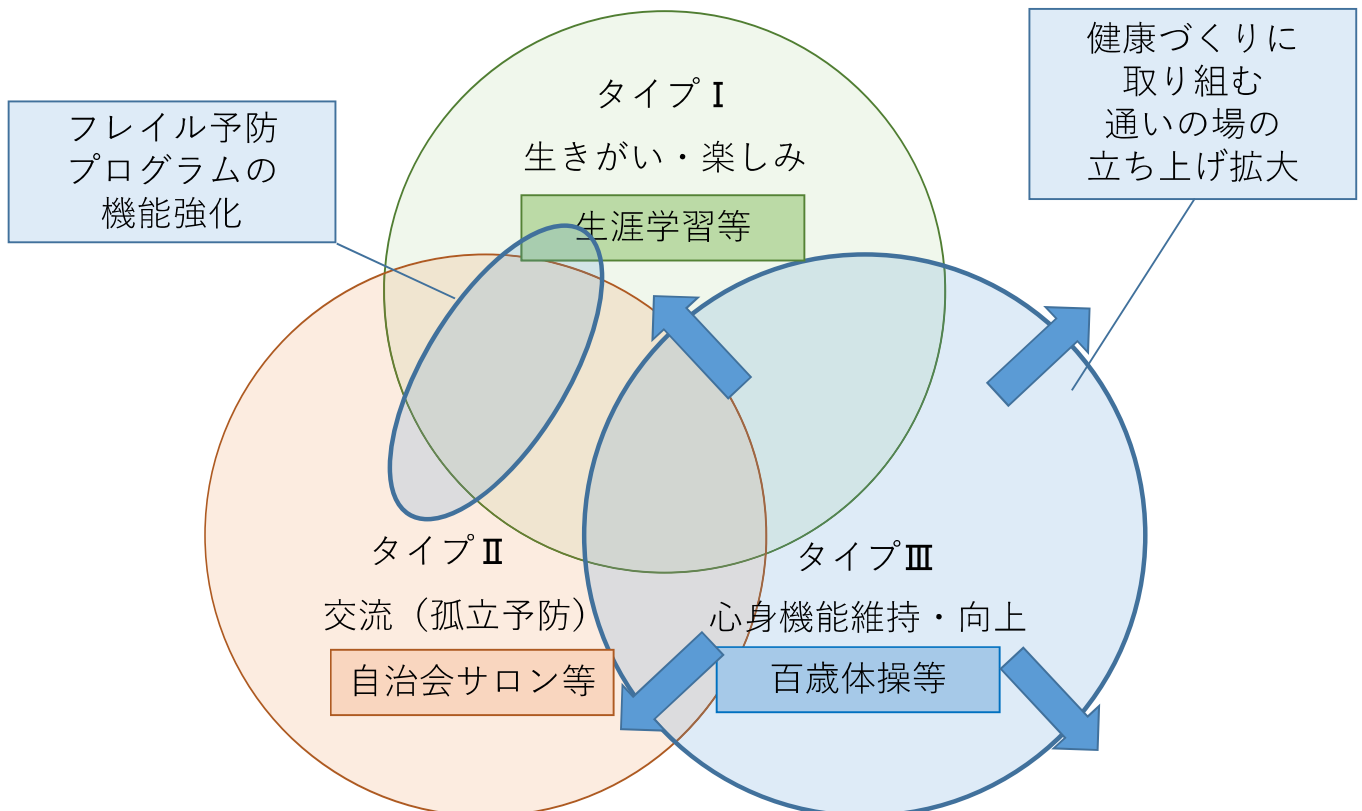 タイプⅠ
生きがい・楽しみ
生涯学習等
フレイル予防
プログラムの
機能強化
健康づくりに
取り組む
通いの場の
立ち上げ拡大
タイプⅡ
交流（孤立予防）
自治会サロン等
タイプⅢ
心身機能維持・向上
百歳体操等